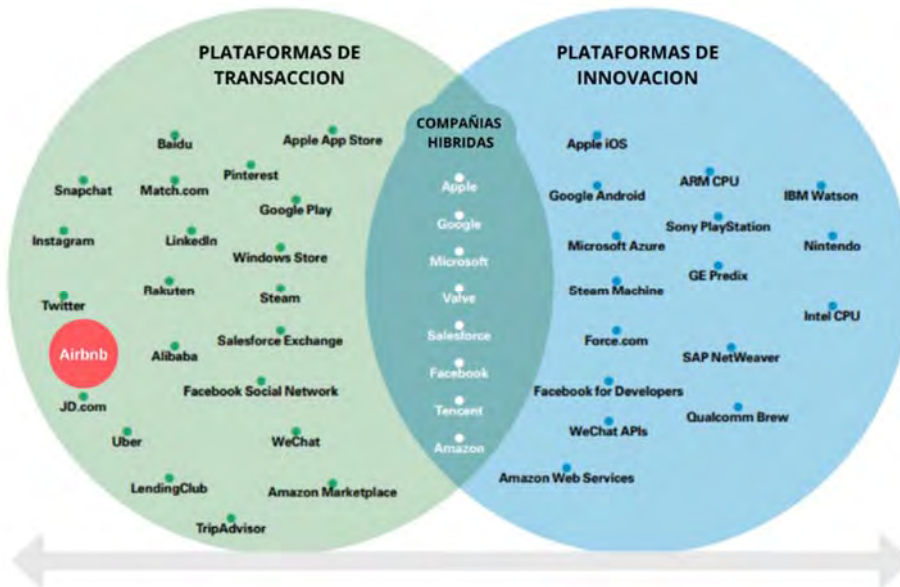 PLATAFORMAS DE
TRANSACCION
Baidu
Apple App Store
Snapchat
Match.com
Pinterest
Google Play
Instagram
LinkedIn
Windows Store
Twitter
Rakuten
Steam
Airbnb
Alibaba
Salesforce Exchange
JD.com
Facebook Social Network
Uber
WeChat
LendingClub
Amazon Marketplace
TripAdvisor
COMPAÑIAS
HIBRIDAS
Apple
Google
Microsoft
Valve
Salesforce
Facebook
Tencent
Amazon
PLATAFORMAS DE
INNOVACION
Apple iOS
Google Android
ARM CPU
IBM Watson
Microsoft Azure
Sony PlayStation
Nintendo
Steam Machine
GE Predix
Intel CPU
Force.com
SAP NetWeaver
Facebook for Developers
Qualcomm Brew
WeChat APIs
Amazon Web Services